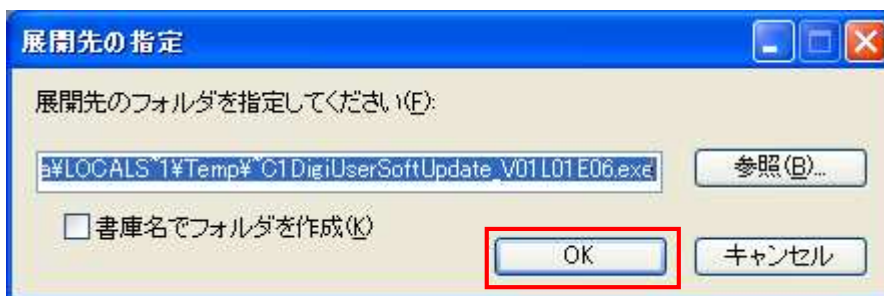 展開先の指定
展開先のフォルダを指定してください(F):
a¥LOCALS~1¥Temp¥~C1DigiUserSoftUpdate_V01L01E06.exe
参照(B)...
書庫名でフォルダを作成(K)
OK
キャンセル